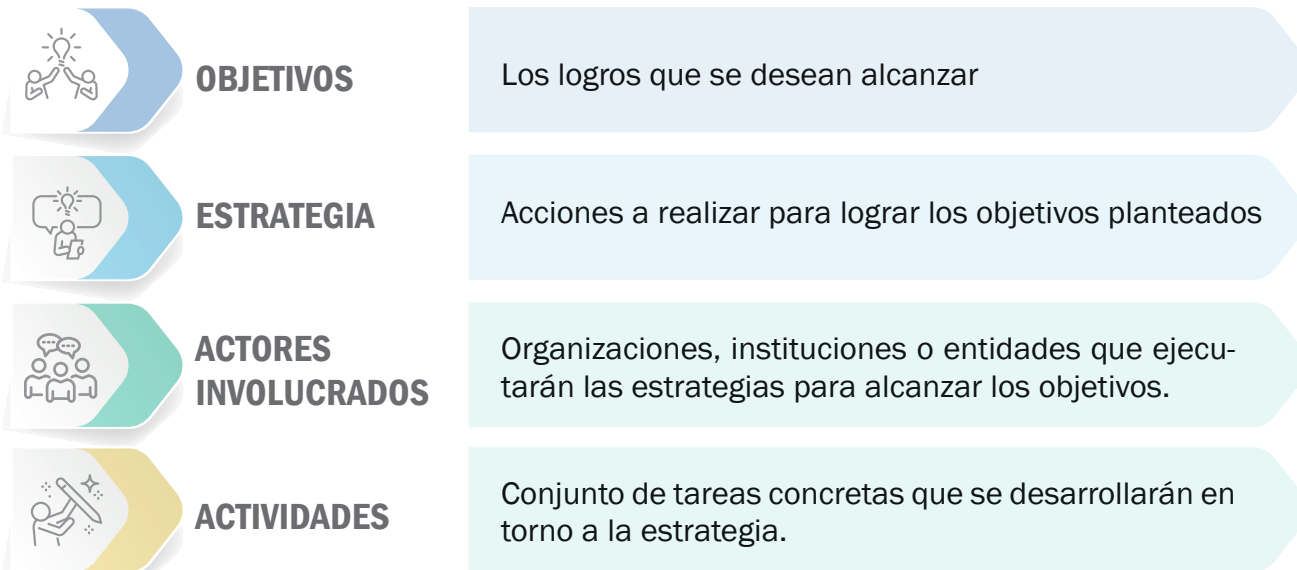 OBJETIVOS
Los logros que se desean alcanzar
ESTRATEGIA
Acciones a realizar para lograr los objetivos planteados
ACTORES
INVOLUCRADOS
Organizaciones, instituciones o entidades que ejecu-
tarán las estrategias para alcanzar los objetivos.
ACTIVIDADES
Conjunto de tareas concretas que se desarrollarán en
torno a la estrategia.